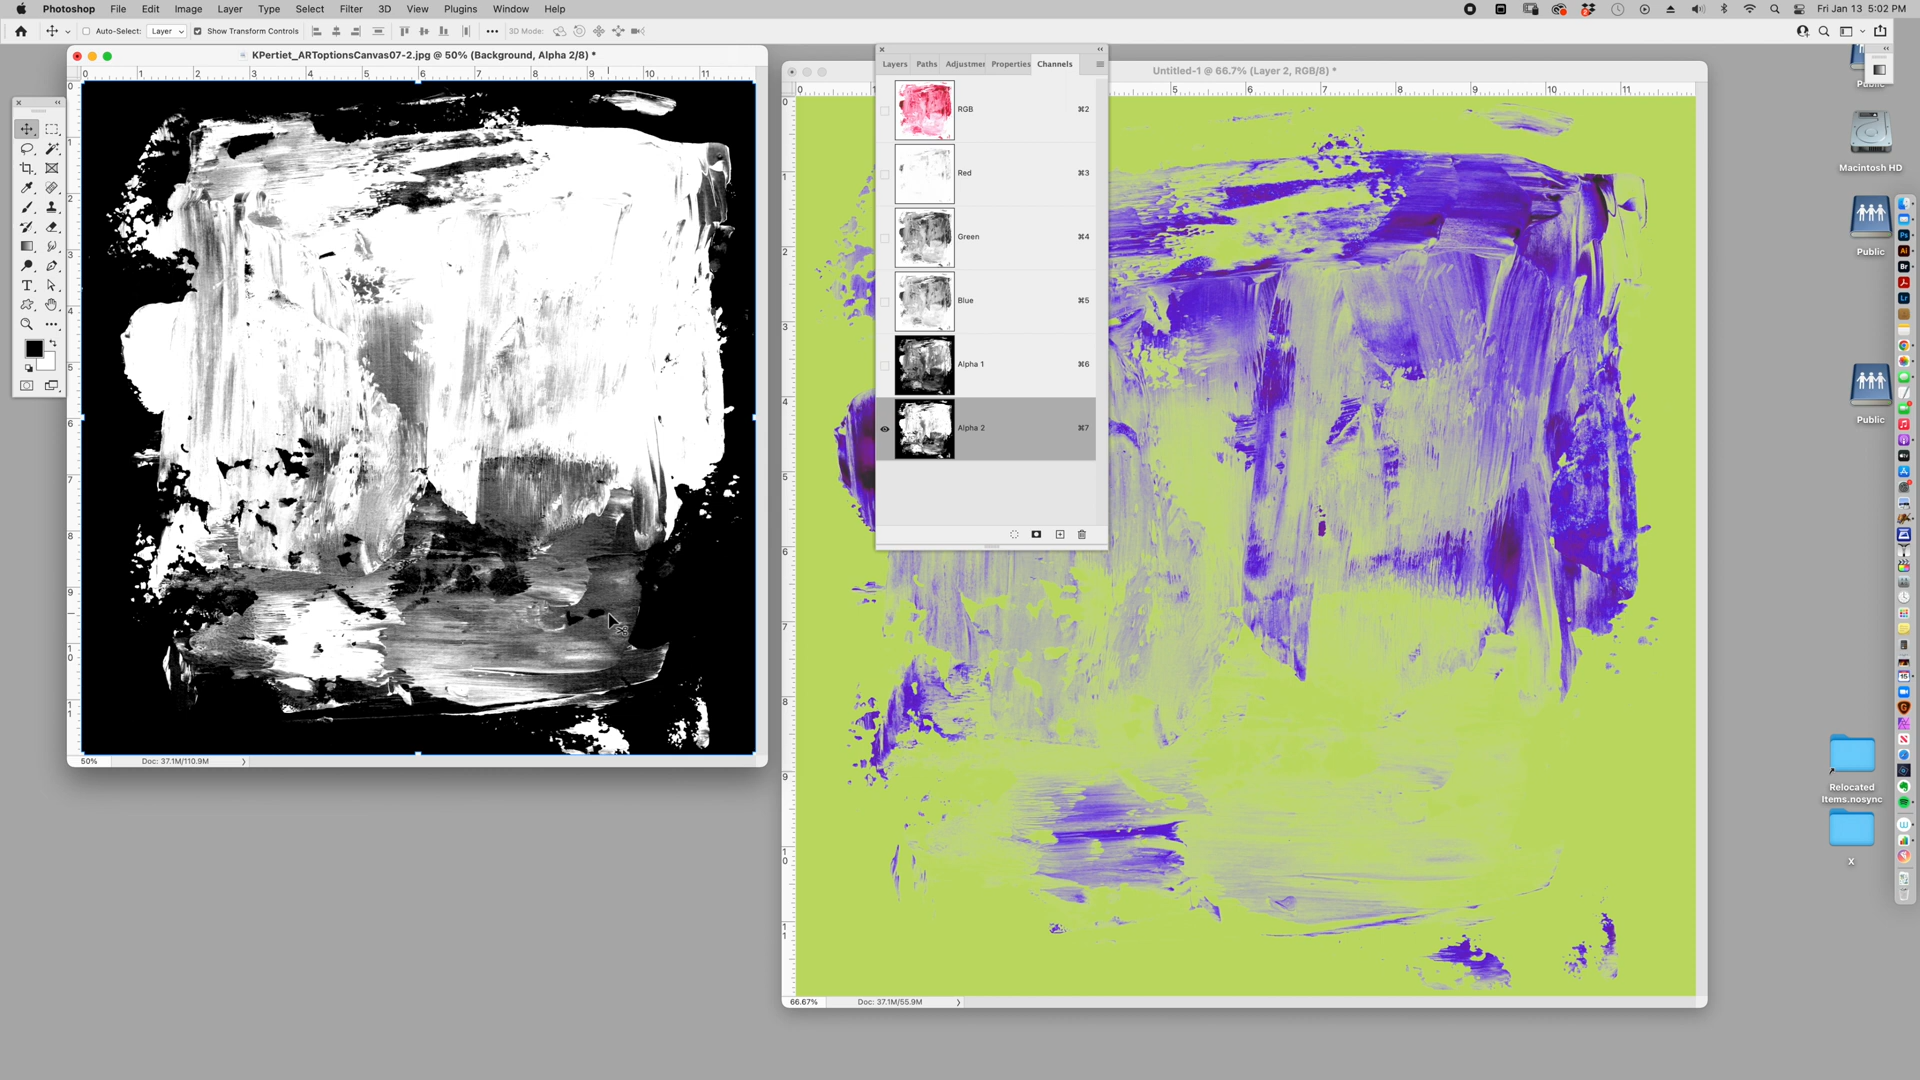 Photoshop File Edit Image Layer Type Select Filter 3D View Plugins Window Help Fri Jan 13 5:02 PM
Auto-Select: Layer Show Transform Controls 3D Mode:
KPertiet_ARToptionsCanvas07-2.jpg @ 50% (Background, Alpha 2/8) *
Untitled-1 @ 66.7% (Layer 2, RGB/8) *
Layers Paths Adjustmer Properties Channels
RGB ⌘2
Red ⌘3
Green ⌘4
Blue ⌘5
Alpha 1 ⌘6
Alpha 2 ⌘7
50% Doc: 37.1M/110.9M
66.67% Doc: 37.1M/55.9M
Macintosh HD
Public
Public
Relocated
Items.nosync
X